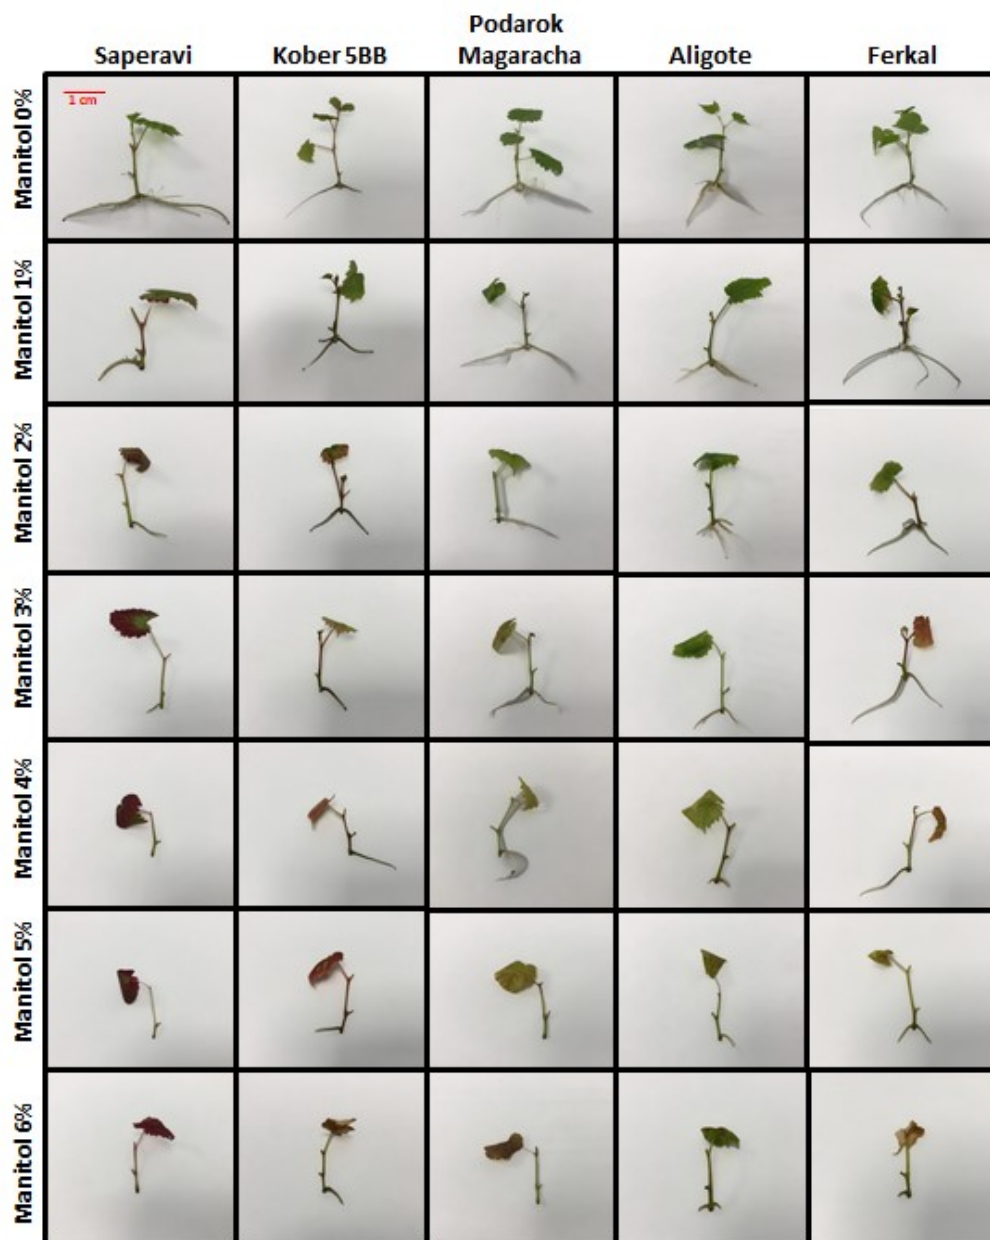 Podarok
Saperavi Kober 5BB Magaracha Aligote Ferkal
1 cm
Manitol 0%
Manitol 1%
Manitol 2%
Manitol 3%
Manitol 4%
Manitol 5%
Manitol 6%